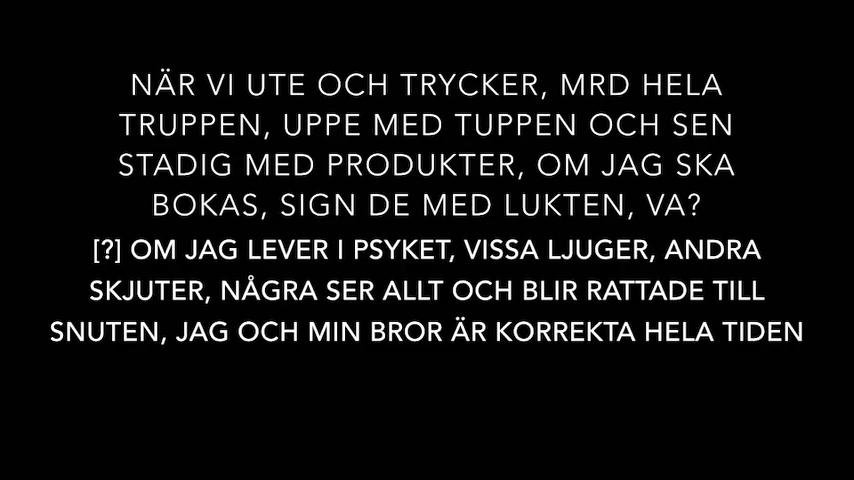 NÄR VI UTE OCH TRYCKER, MRD HELA
TRUPPEN, UPPE MED TUPPEN OCH SEN
STADIG MED PRODUKTER, OM JAG SKA
BOKAS, SIGN DE MED LUKTEN, VA?
[?] OM JAG LEVER I PSYKET, VISSA LJUGER, ANDRA
SKJUTER, NÅGRA SER ALLT OCH BLIR RATTADE TILL
SNUTEN, JAG OCH MIN BROR ÄR KORREKTA HELA TIDEN